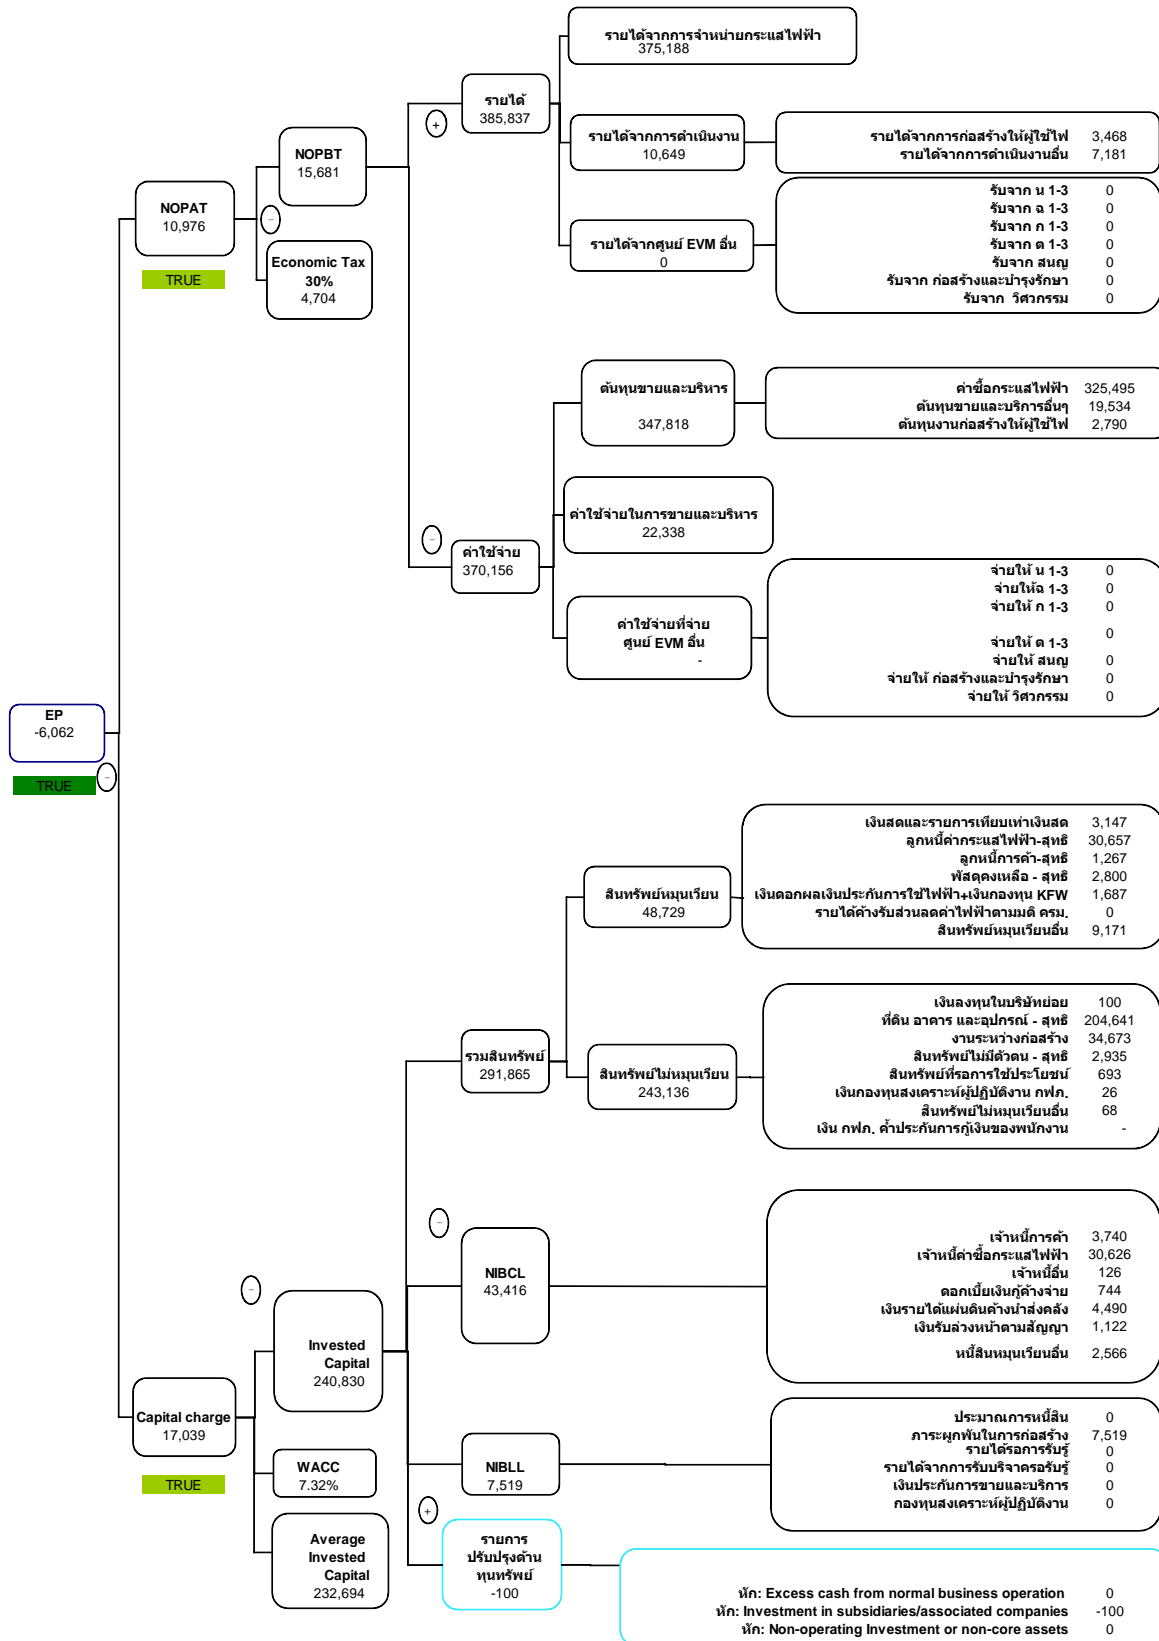 รายได้จากการจำหน่ายกระแสไฟฟ้า
375,188
รายได้
385,837
+
รายได้จากการดำเนินงาน
10,649
รายได้จากการก่อสร้างให้ผู้ใช้ไฟ 3,468
รายได้จากการดำเนินงานอื่น 7,181
NOPBT
15,681
NOPAT
10,976
TRUE
-
Economic Tax
30%
4,704
รายได้จากศูนย์ EVM อื่น
0
รับจาก น 1-3 0
รับจาก ฉ 1-3 0
รับจาก ก 1-3 0
รับจาก ต 1-3 0
รับจาก สนญ 0
รับจาก ก่อสร้างและบำรุงรักษา 0
รับจาก วิศวกรรม 0
ต้นทุนขายและบริหาร
347,818
ค่าซื้อกระแสไฟฟ้า 325,495
ต้นทุนขายและบริการอื่นๆ 19,534
ต้นทุนงานก่อสร้างให้ผู้ใช้ไฟ 2,790
ค่าใช้จ่ายในการขายและบริหาร
22,338
-
ค่าใช้จ่าย
370,156
ค่าใช้จ่ายที่จ่าย
ศูนย์ EVM อื่น
-
จ่ายให้ น 1-3 0
จ่ายให้ฉ 1-3 0
จ่ายให้ ก 1-3 0
จ่ายให้ ต 1-3 0
จ่ายให้ สนญ 0
จ่ายให้ ก่อสร้างและบำรุงรักษา 0
จ่ายให้ วิศวกรรม 0
EP
-6,062
TRUE
-
เงินสดและรายการเทียบเท่าเงินสด 3,147
ลูกหนี้ค่ากระแสไฟฟ้า-สุทธิ 30,657
ลูกหนี้การค้า-สุทธิ 1,267
พัสดุคงเหลือ - สุทธิ 2,800
เงินดอกผลเงินประกันการใช้ไฟฟ้า+เงินกองทุน KFW 1,687
รายได้ค้างรับส่วนลดค่าไฟฟ้าตามมติ ครม. 0
สินทรัพย์หมุนเวียนอื่น 9,171
สินทรัพย์หมุนเวียน
48,729
รวมสินทรัพย์
291,865
สินทรัพย์ไม่หมุนเวียน
243,136
เงินลงทุนในบริษัทย่อย 100
ที่ดิน อาคาร และอุปกรณ์ - สุทธิ 204,641
งานระหว่างก่อสร้าง 34,673
สินทรัพย์ไม่มีตัวตน - สุทธิ 2,935
สินทรัพย์ที่รอการใช้ประโยชน์ 693
เงินกองทุนสงเคราะห์ผู้ปฏิบัติงาน กฟภ. 26
สินทรัพย์ไม่หมุนเวียนอื่น 68
เงิน กฟภ. ค้ำประกันการกู้เงินของพนักงาน -
-
NIBCL
43,416
เจ้าหนี้การค้า 3,740
เจ้าหนี้ค่าซื้อกระแสไฟฟ้า 30,626
เจ้าหนี้อื่น 126
ดอกเบี้ยเงินกู้ค้างจ่าย 744
เงินรายได้แผ่นดินค้างนำส่งคลัง 4,490
เงินรับล่วงหน้าตามสัญญา 1,122
หนี้สินหมุนเวียนอื่น 2,566
-
Invested
Capital
240,830
Capital charge
17,039
TRUE
WACC
7.32%
Average
Invested
Capital
232,694
NIBLL
7,519
ประมาณการหนี้สิน 0
ภาระผูกพันในการก่อสร้าง 7,519
รายได้รอการรับรู้ 0
รายได้จากการรับบริจาครอรับรู้ 0
เงินประกันการขายและบริการ 0
กองทุนสงเคราะห์ผู้ปฏิบัติงาน 0
+
รายการ
ปรับปรุงด้าน
ทุนทรัพย์
-100
หัก: Excess cash from normal business operation 0
หัก: Investment in subsidiaries/associated companies -100
หัก: Non-operating Investment or non-core assets 0